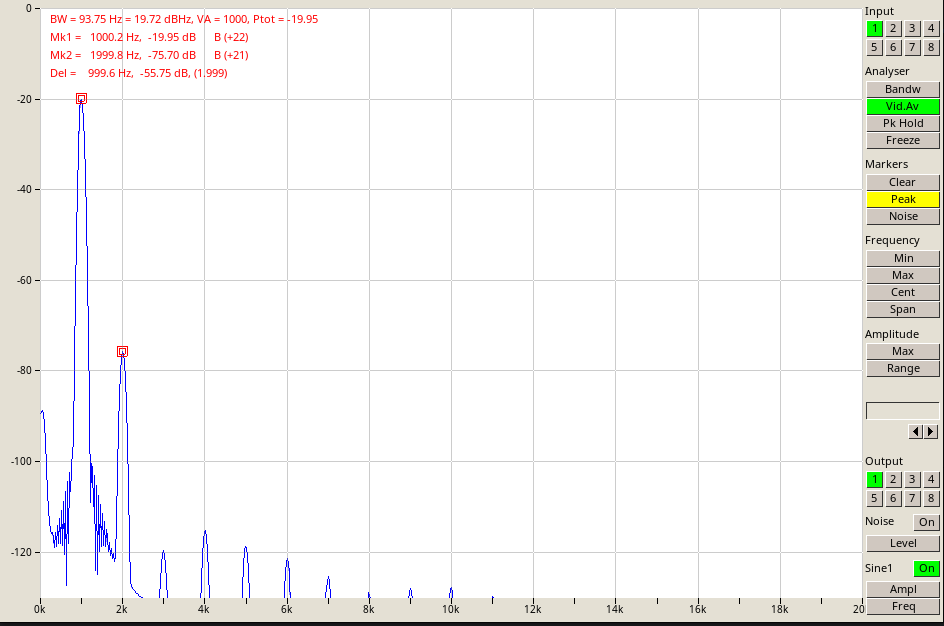 0
-20
-40
-60
-80
-100
-120
BW = 93.75 Hz = 19.72 dBHz, VA = 1000, Ptot = -19.95
Mk1 = 1000.2 Hz, -19.95 dB B (+22)
Mk2 = 1999.8 Hz, -75.70 dB B (+21)
Del = 999.6 Hz, -55.75 dB, (1.999)
0k 2k 4k 6k 8k 10k 12k 14k 16k 18k 20
Input
1 2 3 4
5 6 7 8
Analyser
Bandw
Vid.Av
Pk Hold
Freeze
Markers
Clear
Peak
Noise
Frequency
Min
Max
Cent
Span
Amplitude
Max
Range
Output
1 2 3 4
5 6 7 8
Noise On
Level
Sine1 On
Ampl
Freq